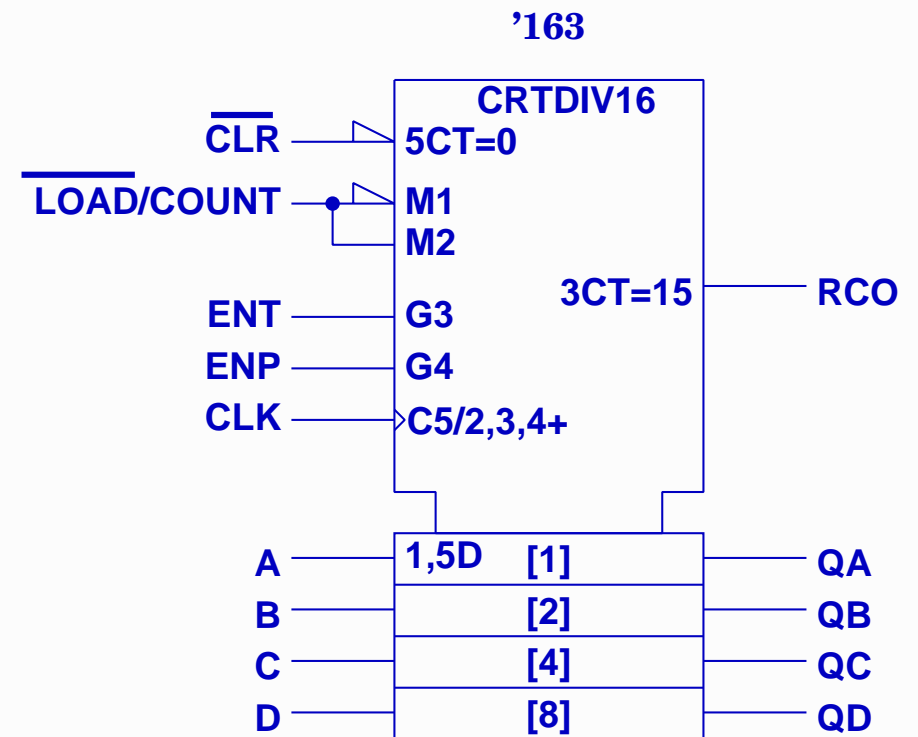 ’163
CRTDIV16
CLR 5CT=0
LOAD/COUNT M1
M2
3CT=15 RCO
ENT G3
ENP G4
CLK C5/2,3,4+
A 1,5D [1] QA
B [2] QB
C [4] QC
D [8] QD